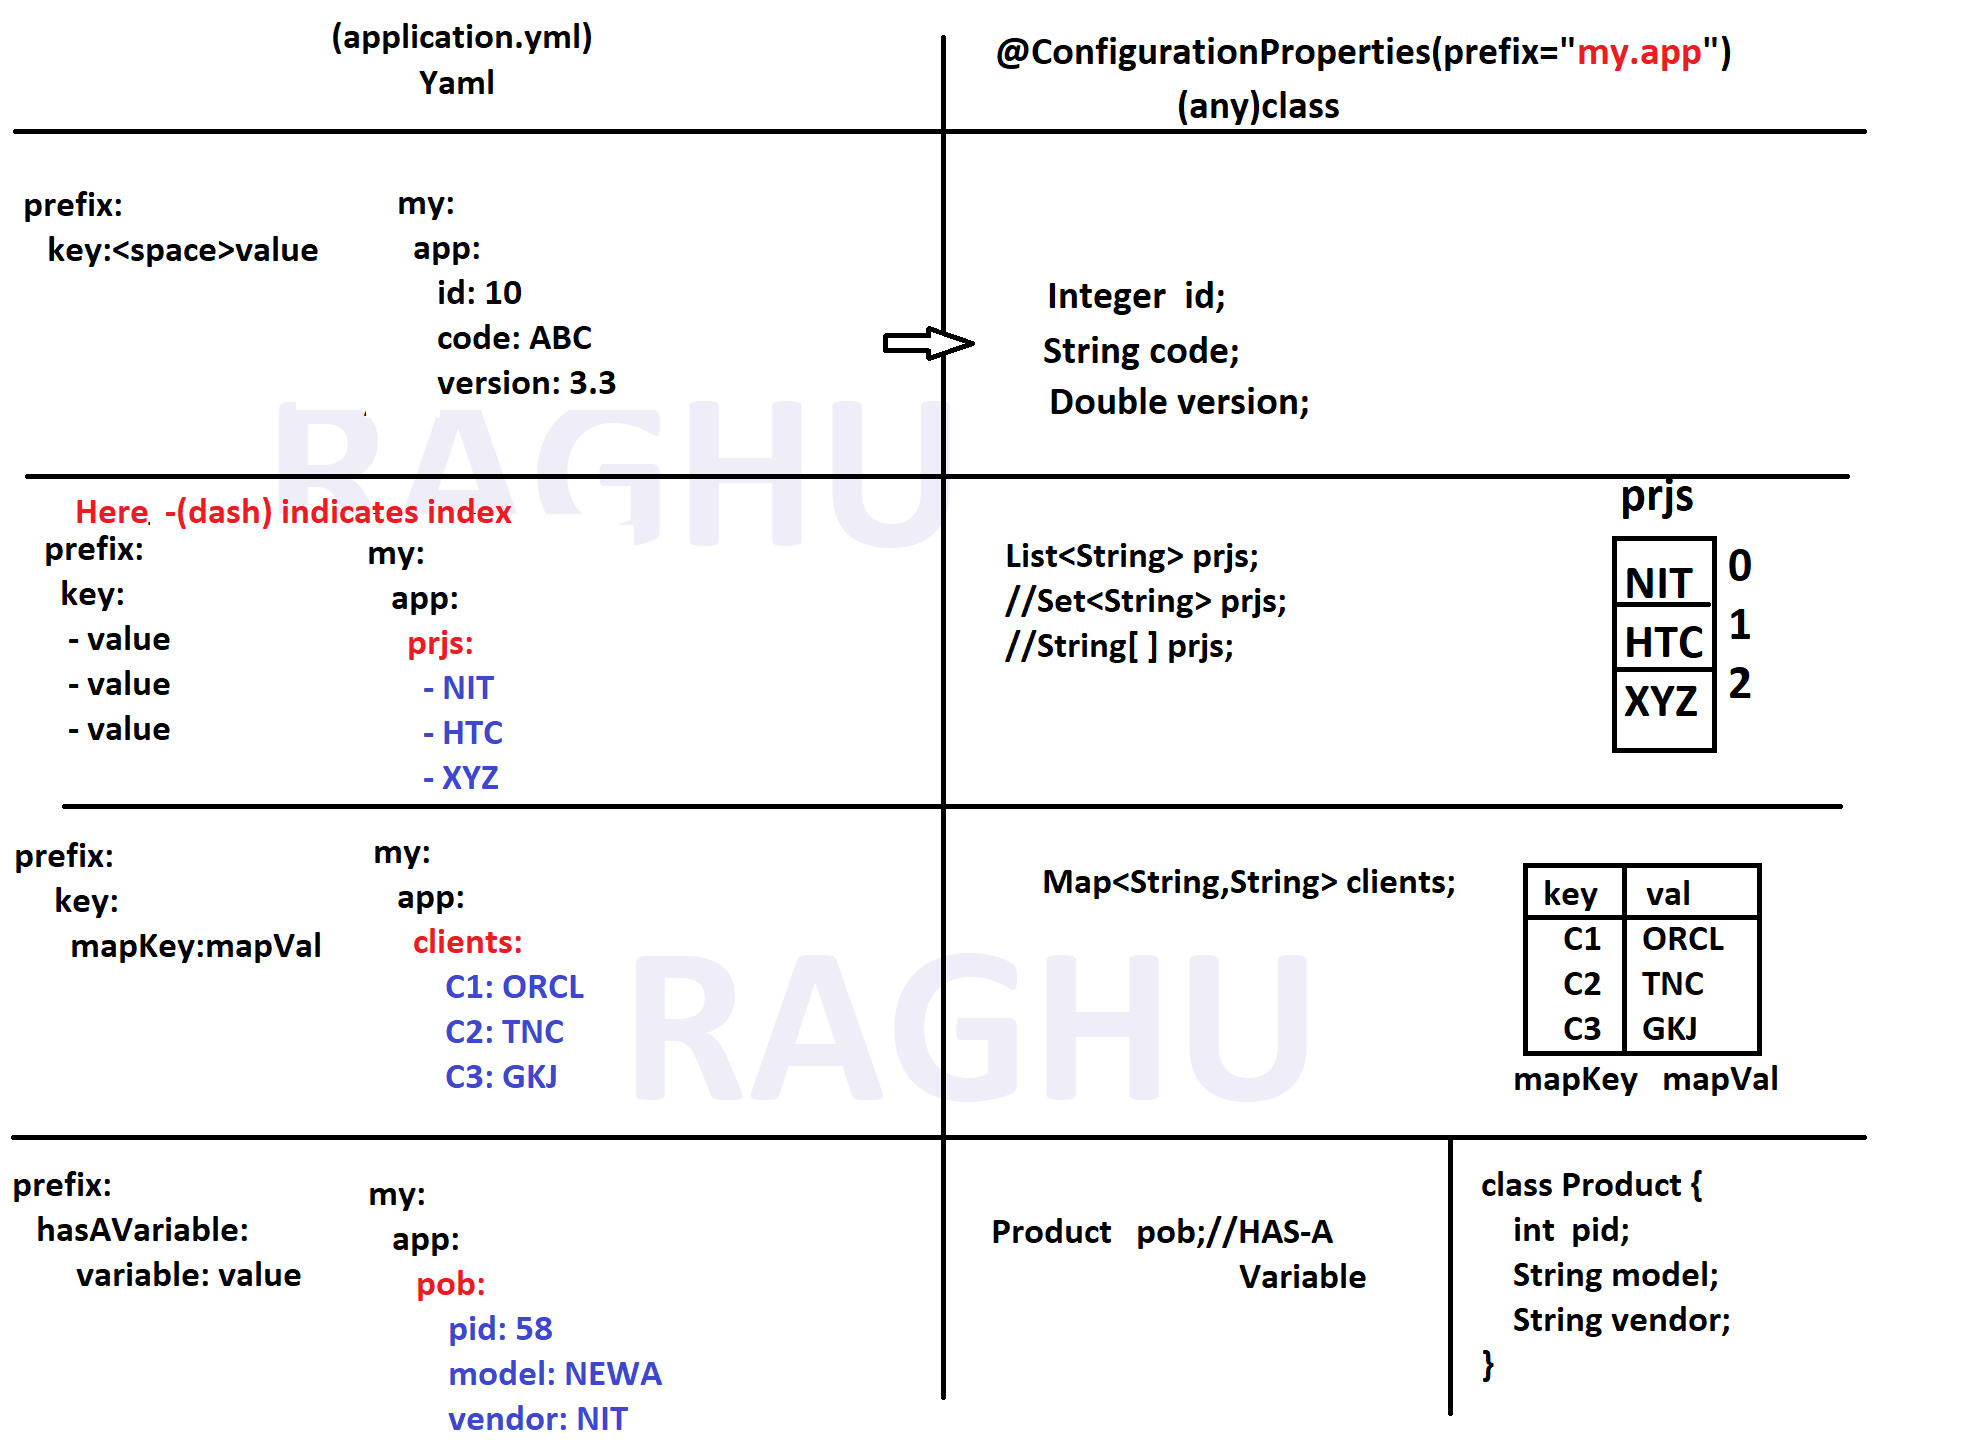 (application.yml)
Yaml
@ConfigurationProperties(prefix="my.app")
(any)class
prefix:
key:<space>value
my:
app:
id: 10
code: ABC
version: 3.3
Integer  id;
String code;
Double version;
RAGHU
Here  -(dash) indicates index
prefix:
key:
- value
- value
- value
my:
app:
prjs:
- NIT
- HTC
- XYZ
List<String> prjs;
//Set<String> prjs;
//String[ ] prjs;
prjs
NIT 0
HTC 1
XYZ 2
prefix:
key:
mapKey:mapVal
my:
app:
clients:
C1: ORCL
C2: TNC
C3: GKJ
Map<String,String> clients;
key val
C1 ORCL
C2 TNC
C3 GKJ
mapKey mapVal
RAGHU
prefix:
hasAVariable:
variable: value
my:
app:
pob:
pid: 58
model: NEWA
vendor: NIT
Product   pob;//HAS-A
Variable
class Product {
int  pid;
String model;
String vendor;
}